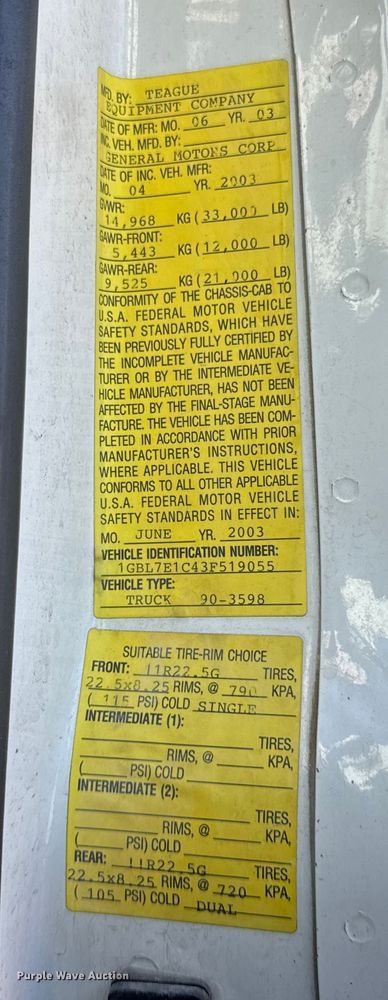 MFD. BY: TEAGUE
EQUIPMENT COMPANY
DATE OF MFR: MO. 06 YR. 03
INC. VEH. MFD. BY:
GENERAL MOTORS CORP
DATE OF INC. VEH. MFR:
MO. 04 YR. 2003
GVWR:
14,968 KG ( 33,000 LB)
GAWR-FRONT:
5,443 KG ( 12,000 LB)
GAWR-REAR:
9,525 KG ( 21,000 LB)
CONFORMITY OF THE CHASSIS-CAB TO
U.S.A. FEDERAL MOTOR VEHICLE
SAFETY STANDARDS, WHICH HAVE
BEEN PREVIOUSLY FULLY CERTIFIED BY
THE INCOMPLETE VEHICLE MANUFAC-
TURER OR BY THE INTERMEDIATE VE-
HICLE MANUFACTURER, HAS NOT BEEN
AFFECTED BY THE FINAL-STAGE MANU-
FACTURE. THE VEHICLE HAS BEEN COM-
PLETED IN ACCORDANCE WITH PRIOR
MANUFACTURER'S INSTRUCTIONS,
WHERE APPLICABLE. THIS VEHICLE
CONFORMS TO ALL OTHER APPLICABLE
U.S.A. FEDERAL MOTOR VEHICLE
SAFETY STANDARDS IN EFFECT IN:
MO. JUNE YR. 2003
VEHICLE IDENTIFICATION NUMBER:
1GBL7E1C43F519055
VEHICLE TYPE:
TRUCK 90-3598
SUITABLE TIRE-RIM CHOICE
FRONT: 11R22.5G TIRES,
22.5x8.25 RIMS, @ 790 KPA,
( 115 PSI) COLD SINGLE
INTERMEDIATE (1):
TIRES,
RIMS, @ KPA,
( PSI) COLD
INTERMEDIATE (2):
TIRES,
RIMS, @ KPA,
( PSI) COLD
REAR: 11R22.5G TIRES,
22.5x8.25 RIMS, @ 720 KPA,
( 105 PSI) COLD DUAL
Purple Wave Auction